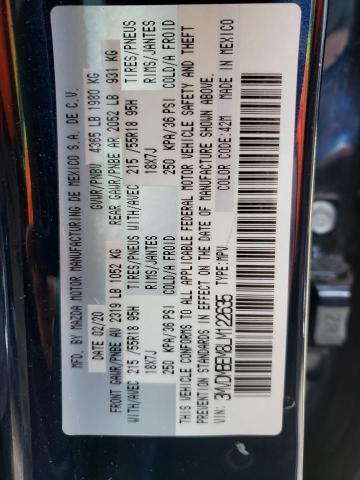 MFD. BY MAZDA MOTOR MANUFACTURING DE MEXICO S.A. DE C.V.
DATE 02/20 GVWR/PNBV 4365 LB 1980 KG
FRONT GAWR/PNBE AV 2319 LB 1052 KG REAR GAWR/PNBE AR 2052 LB 931 KG
WITH/AVEC 215 /55R18 95H TIRES/PNEUS WITH/AVEC 215 /55R18 95H TIRES/PNEUS
18X7J RIMS/JANTES 18X7J RIMS/JANTES
250 KPA/36 PSI COLD/A FROID 250 KPA/36 PSI COLD/A FROID
THIS VEHICLE CONFORMS TO ALL APPLICABLE FEDERAL MOTOR VEHICLE SAFETY AND THEFT
PREVENTION STANDARDS IN EFFECT ON THE DATE OF MANUFACTURE SHOWN ABOVE.
VIN: 3MVDMBEM8LM122635 TYPE:MPV COLOR CODE:42M MADE IN MEXICO